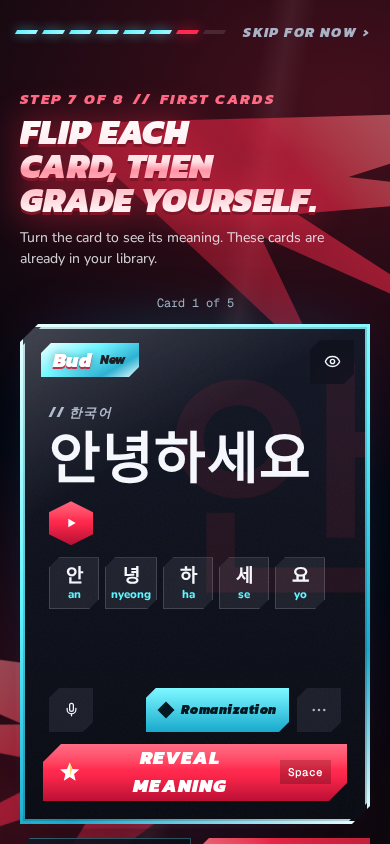 SKIP FOR NOW >
STEP 7 OF 8 // FIRST CARDS
FLIP EACH
CARD, THEN
GRADE YOURSELF.
Turn the card to see its meaning. These cards are
already in your library.
Card 1 of 5
Bud New
// 한국어
안녕하세요
안 녕 하 세 요
an nyeong ha se yo
Romanization
REVEAL
MEANING
Space